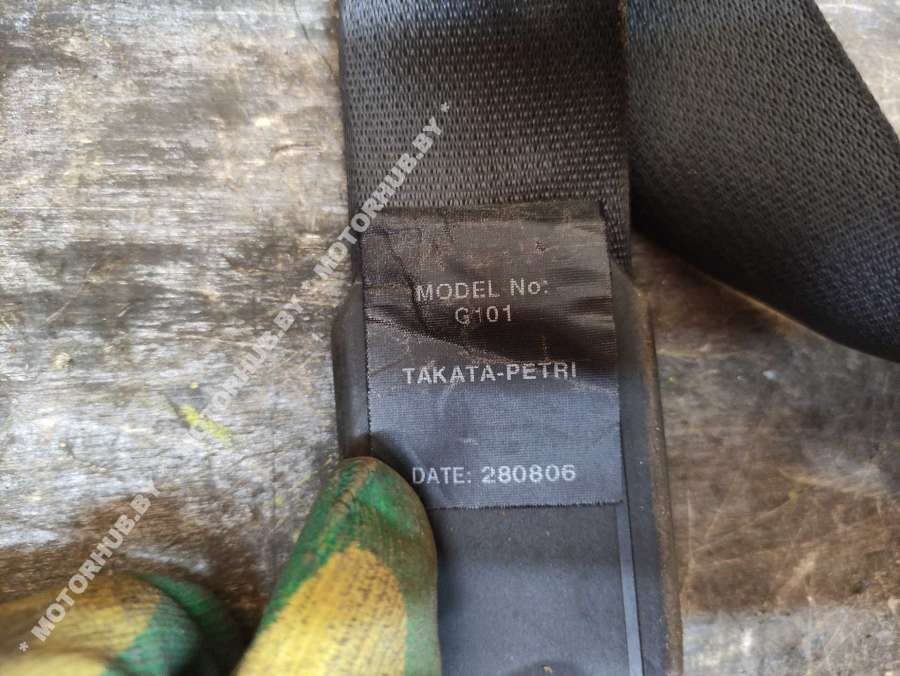 MODEL No:
G101
TAKATA-PETRI
DATE: 280806
* MOTORHUB.BY * MOTORHUB.BY *
* MOTORHUB.BY